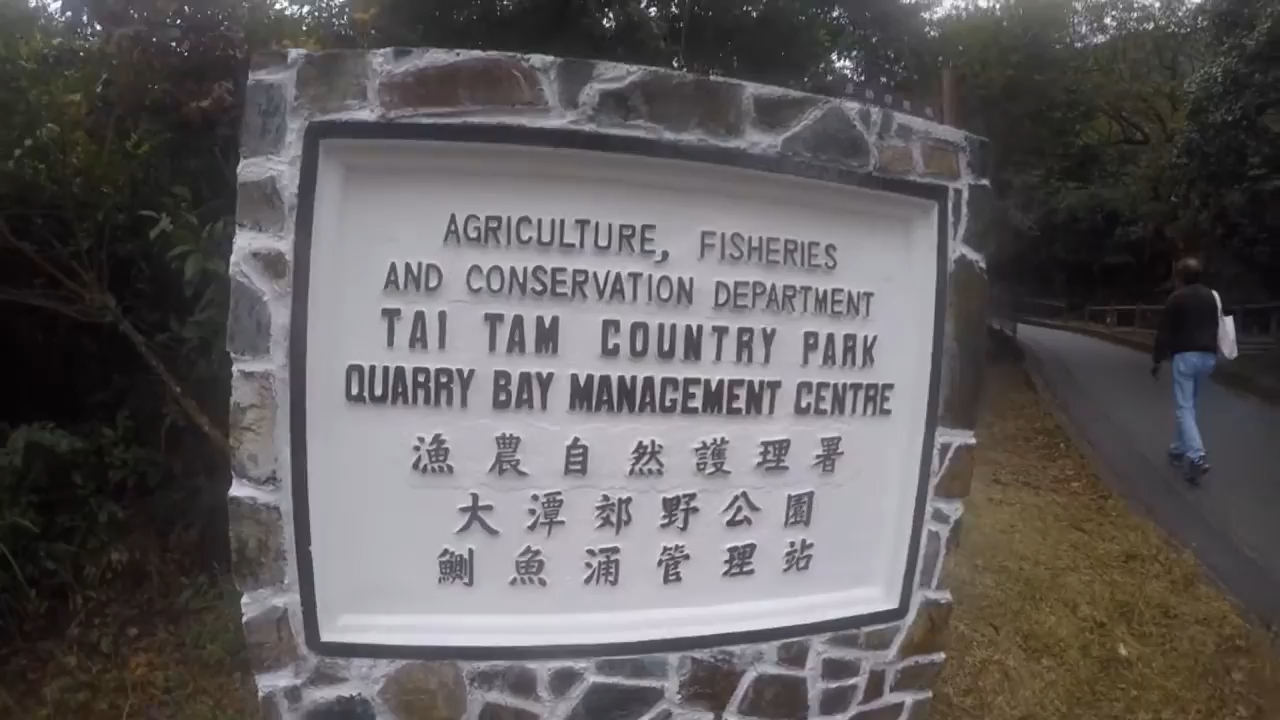 AGRICULTURE, FISHERIES
AND CONSERVATION DEPARTMENT
TAI TAM COUNTRY PARK
QUARRY BAY MANAGEMENT CENTRE
漁農自然護理署
大潭郊野公園
鰂魚涌管理站